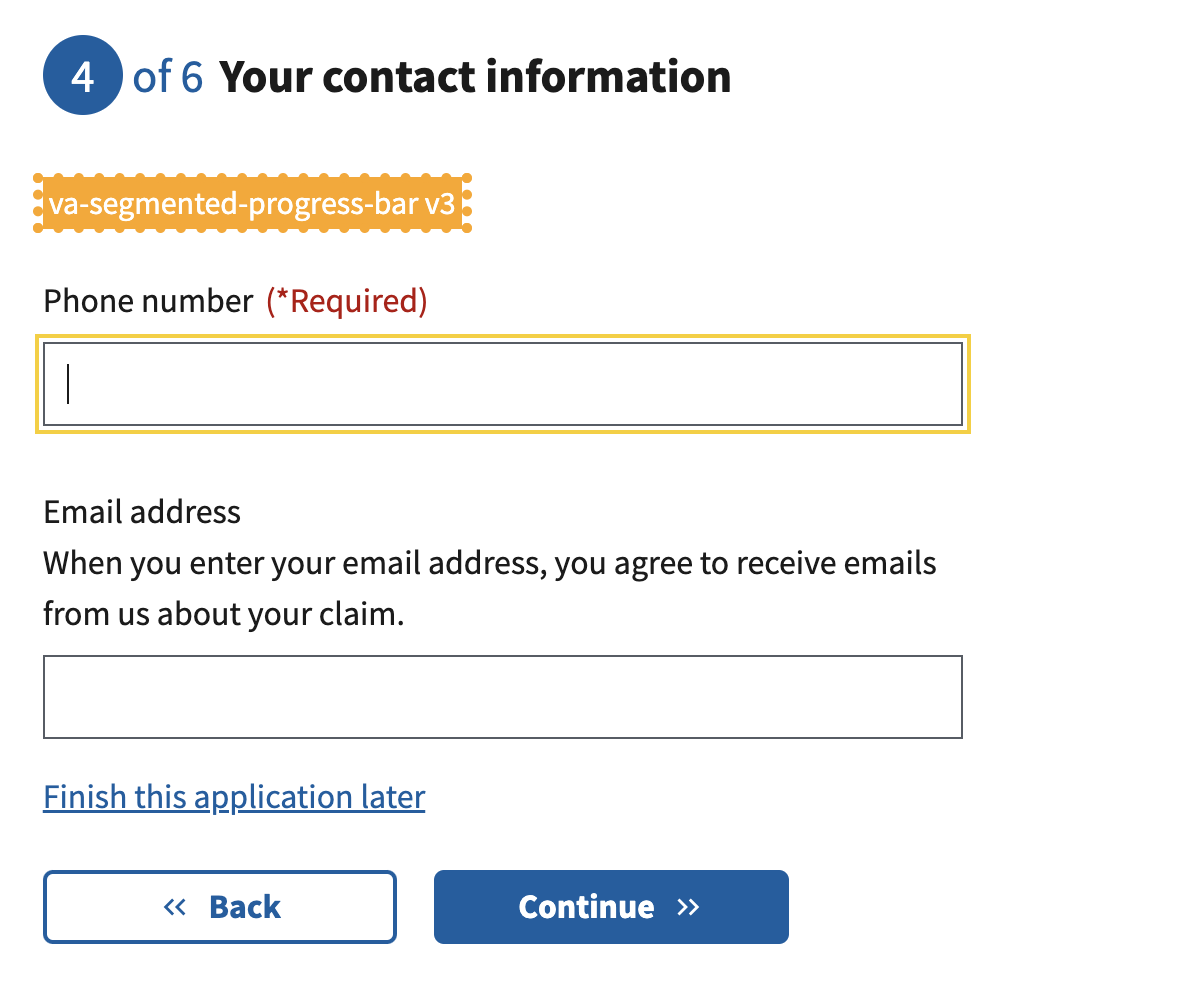 4 of 6 Your contact information
va-segmented-progress-bar v3
Phone number (*Required)
Email address
When you enter your email address, you agree to receive emails
from us about your claim.
Finish this application later
Back
Continue